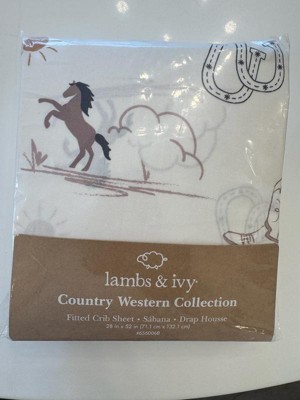 lambs & ivy
Country Western Collection
Fitted Crib Sheet • Sábana • Drap Housse
28 in x 52 in (71.1 cm x 132.1 cm)